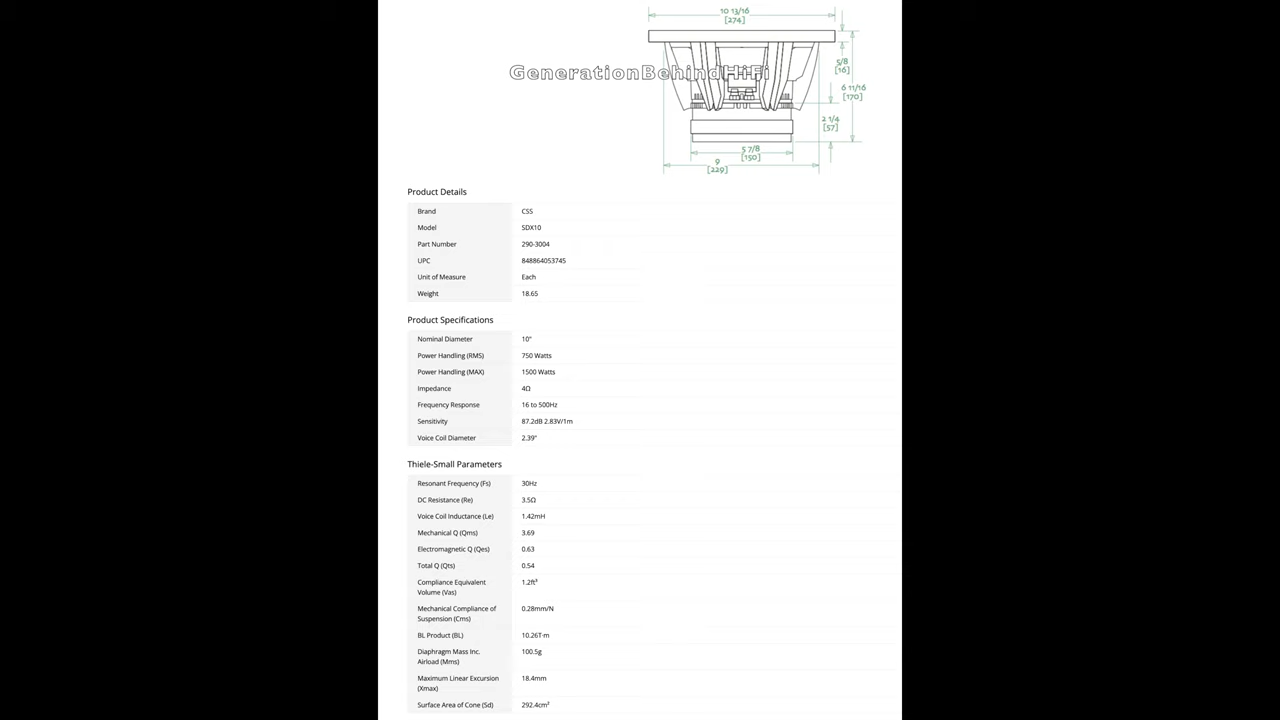 10 13/16
[274]
GenerationBehindHiFi
5/8
[16]
6 11/16
[170]
2 1/4
[57]
5 7/8
[150]
9
[229]
Product Details
Brand CSS
Model SDX10
Part Number 290-3004
UPC 848864053745
Unit of Measure Each
Weight 18.65
Product Specifications
Nominal Diameter 10"
Power Handling (RMS) 750 Watts
Power Handling (MAX) 1500 Watts
Impedance 4Ω
Frequency Response 16 to 500Hz
Sensitivity 87.2dB 2.83V/1m
Voice Coil Diameter 2.39"
Thiele-Small Parameters
Resonant Frequency (Fs) 30Hz
DC Resistance (Re) 3.5Ω
Voice Coil Inductance (Le) 1.42mH
Mechanical Q (Qms) 3.69
Electromagnetic Q (Qes) 0.63
Total Q (Qts) 0.54
Compliance Equivalent 1.2ft³
Volume (Vas)
Mechanical Compliance of 0.28mm/N
Suspension (Cms)
BL Product (BL) 10.26T·m
Diaphragm Mass Inc. 100.5g
Airload (Mms)
Maximum Linear Excursion 18.4mm
(Xmax)
Surface Area of Cone (Sd) 292.4cm²